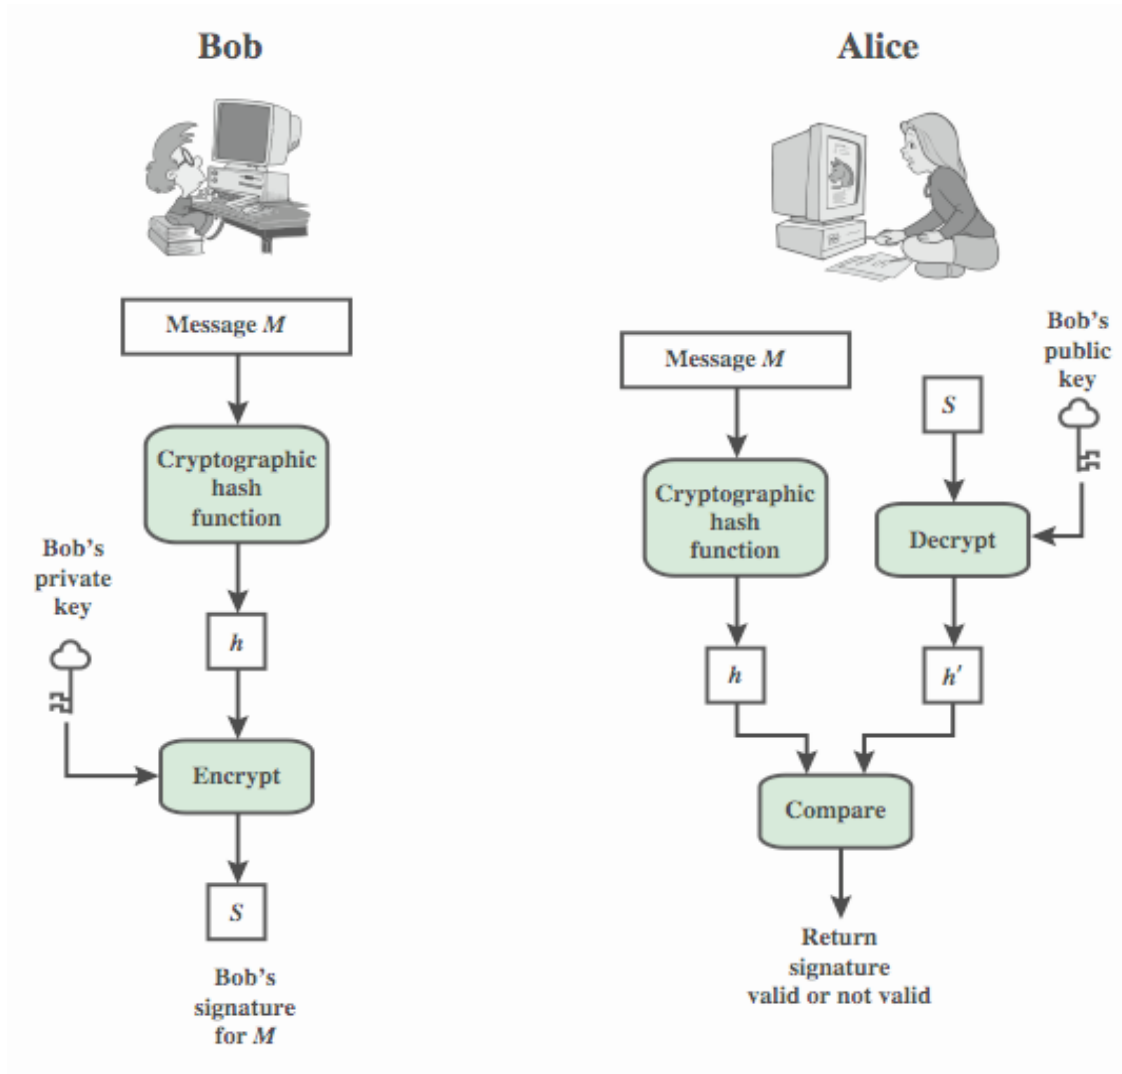 Bob
Message M
Cryptographic
hash
function
Bob's
private
key
h
Encrypt
S
Bob's
signature
for M
Alice
Message M
Bob's
public
key
S
Cryptographic
hash
function
Decrypt
h
h′
Compare
Return
signature
valid or not valid